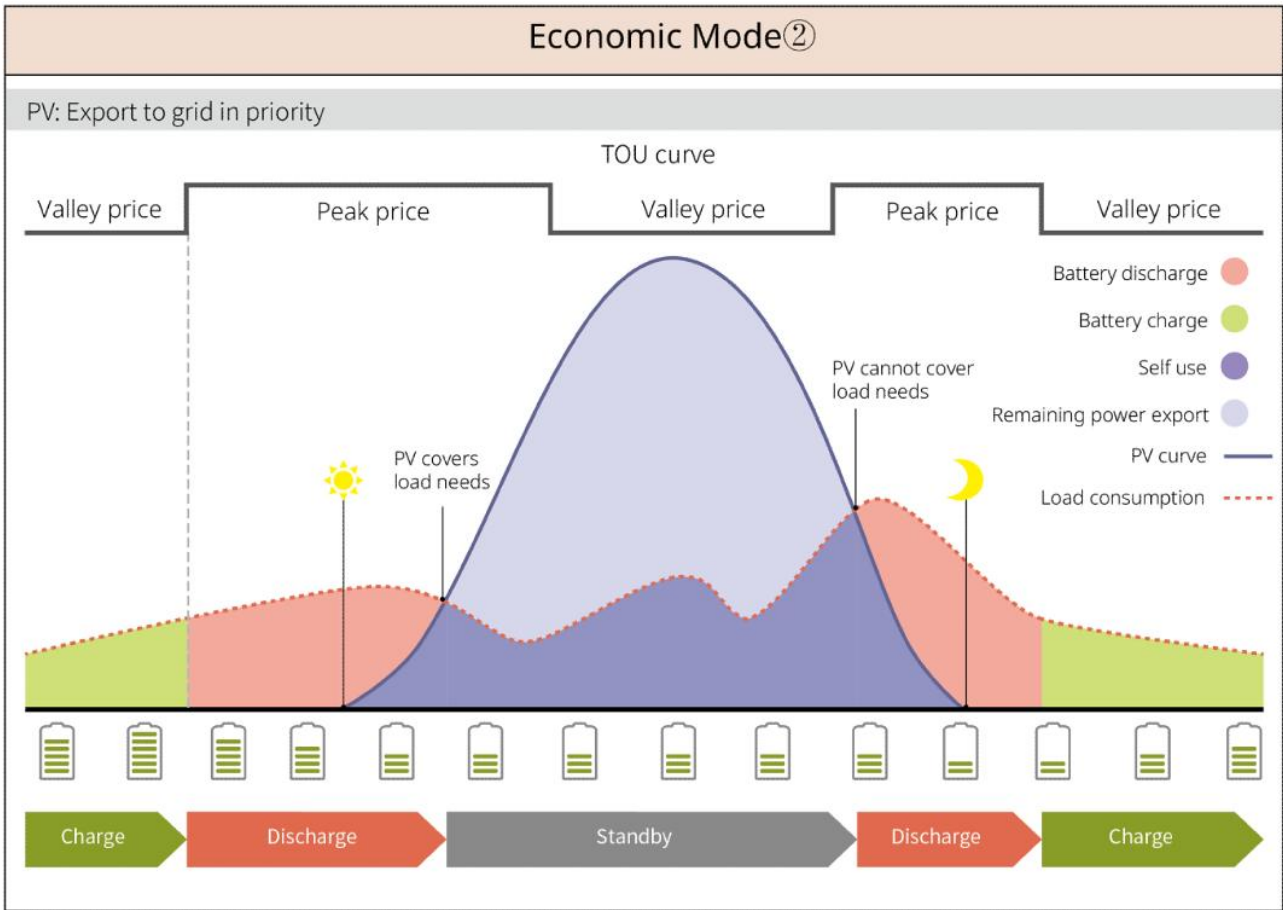 Economic Mode②
PV: Export to grid in priority
TOU curve
Valley price
Peak price
Valley price
Peak price
Valley price
Battery discharge
Battery charge
Self use
Remaining power export
PV curve
Load consumption
PV cannot cover
load needs
PV covers
load needs
Charge
Discharge
Standby
Discharge
Charge